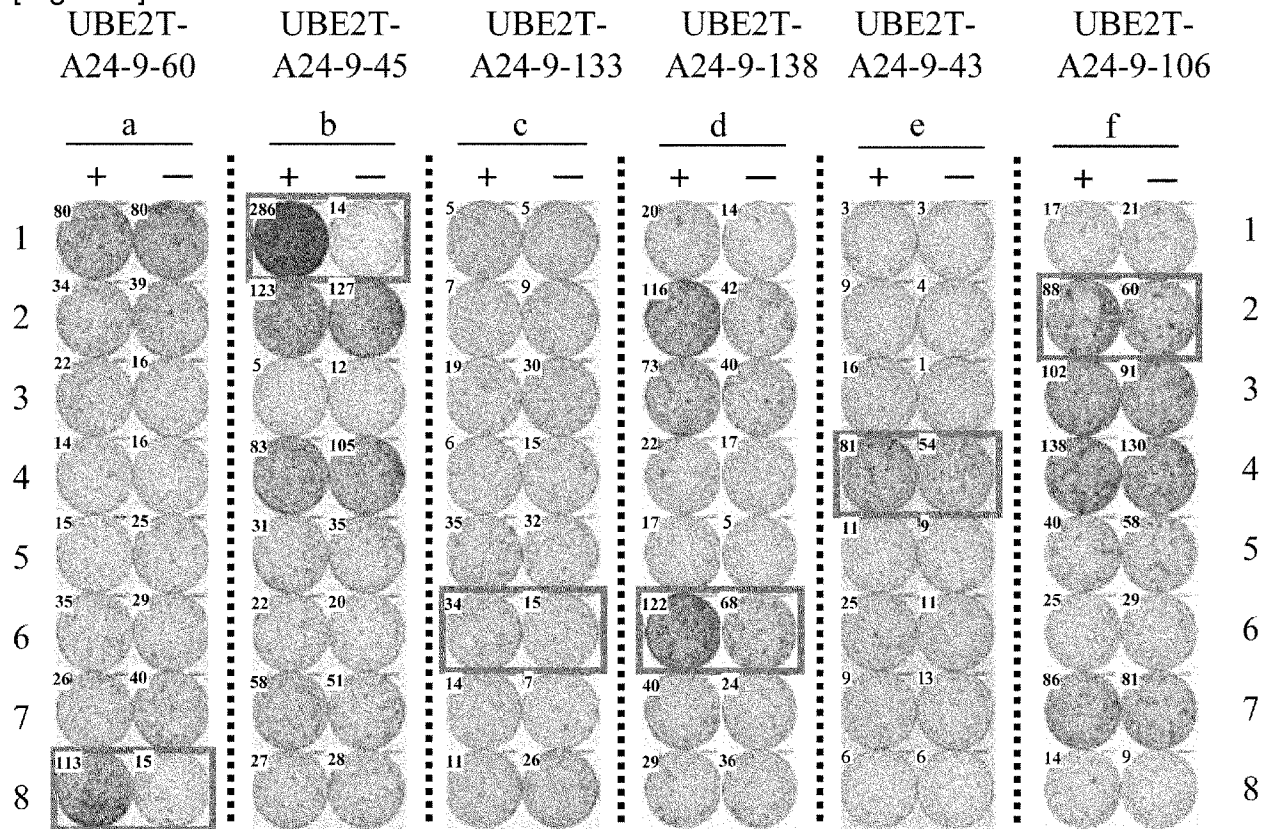 UBE2T- UBE2T- UBE2T- UBE2T- UBE2T- UBE2T-
A24-9-60 A24-9-45 A24-9-133 A24-9-138 A24-9-43 A24-9-106
a b c d e f
+ — + — + — + — + — + —
80 80 286 14 5 5 20 14 3 3 17 21
1 1
34 39 123 127 7 9 116 42 9 4 88 60
2 2
22 16 5 12 19 30 73 40 16 1 102 91
3 3
14 16 83 105 6 15 22 17 81 54 138 130
4 4
15 25 31 35 35 32 17 5 11 9 40 58
5 5
35 29 22 20 34 15 122 68 25 11 25 29
6 6
26 40 58 51 14 7 40 24 9 13 86 81
7 7
113 15 27 28 11 26 29 36 6 6 14 9
8 8